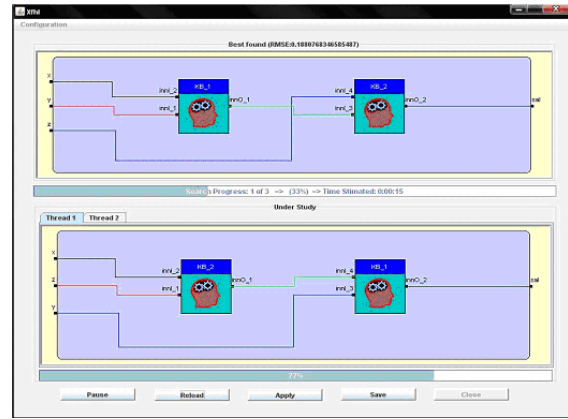 Xfhl
Configuration
Best found (RMSE:0.1880768346585487)
x
y
z
inni_2
inni_1
KB_1
innO_1
inni_4
inni_3
KB_2
innO_2
sal
Search Progress: 1 of 3 -> (33%) -> Time Stimated: 0:00:15
Under Study
Thread 1 Thread 2
x
z
y
inni_2
inni_1
KB_2
innO_1
inni_4
inni_3
KB_1
innO_2
sal
77%
Pause Reload Apply Save Close